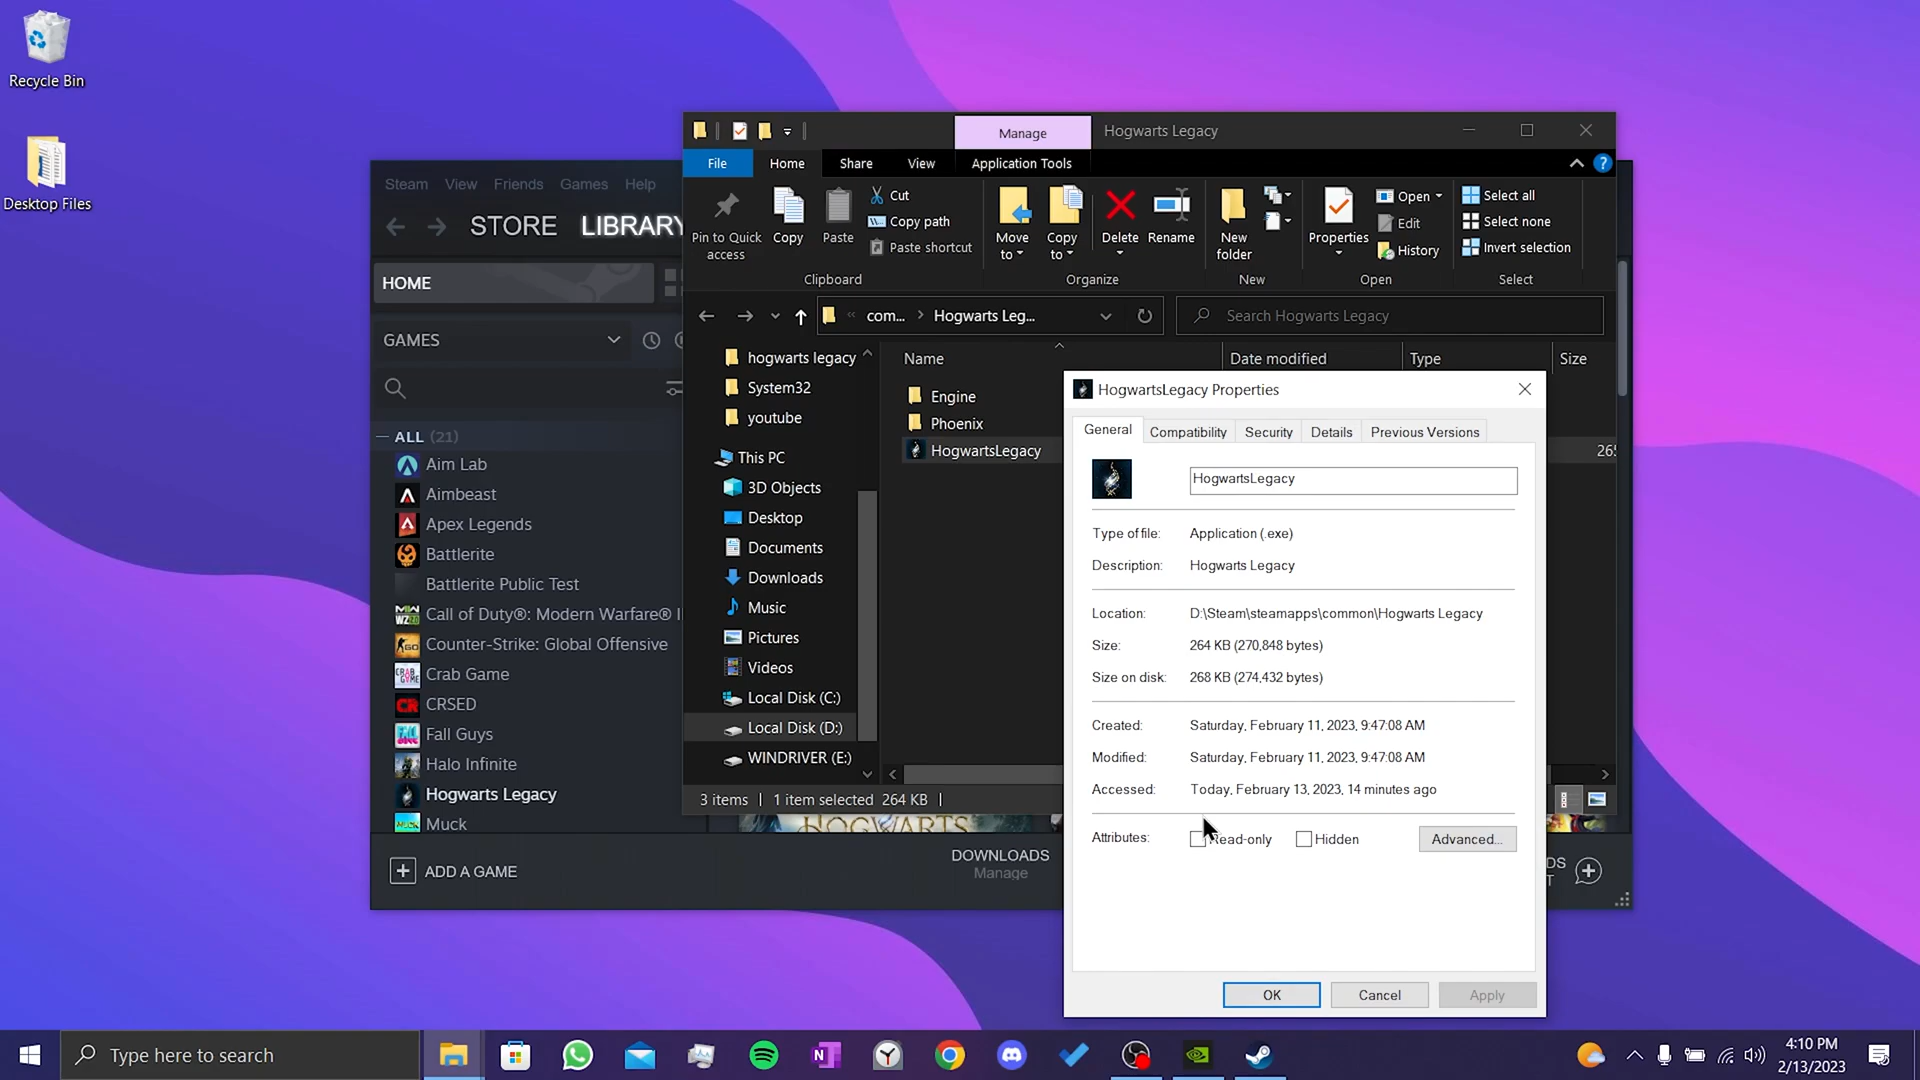 Recycle Bin
Desktop Files
Steam View Friends Games Help
STORE LIBRARY
HOME
GAMES
ALL (21)
Aim Lab
Aimbeast
Apex Legends
Battlerite
Battlerite Public Test
Call of Duty®: Modern Warfare® I
Counter-Strike: Global Offensive
Crab Game
CRSED
Fall Guys
Halo Infinite
Hogwarts Legacy
Muck
ADD A GAME
DOWNLOADS
Manage
Manage Hogwarts Legacy
File Home Share View Application Tools
Pin to Quick access
Copy
Paste
Cut
Copy path
Paste shortcut
Clipboard
Move to
Copy to
Delete
Rename
Organize
New folder
New
Properties
Open
Edit
History
Open
Select all
Select none
Invert selection
Select
com... Hogwarts Leg...
Search Hogwarts Legacy
hogwarts legacy
System32
youtube
This PC
3D Objects
Desktop
Documents
Downloads
Music
Pictures
Videos
Local Disk (C:)
Local Disk (D:)
WINDRIVER (E:)
Name Date modified Type Size
Engine
Phoenix
HogwartsLegacy 265
3 items 1 item selected 264 KB
HOGWARTS
HogwartsLegacy Properties
General Compatibility Security Details Previous Versions
HogwartsLegacy
Type of file: Application (.exe)
Description: Hogwarts Legacy
Location: D:\Steam\steamapps\common\Hogwarts Legacy
Size: 264 KB (270,848 bytes)
Size on disk: 268 KB (274,432 bytes)
Created: Saturday, February 11, 2023, 9:47:08 AM
Modified: Saturday, February 11, 2023, 9:47:08 AM
Accessed: Today, February 13, 2023, 14 minutes ago
Attributes: Read-only Hidden Advanced...
OK Cancel Apply
DS
T
Type here to search
4:10 PM
2/13/2023